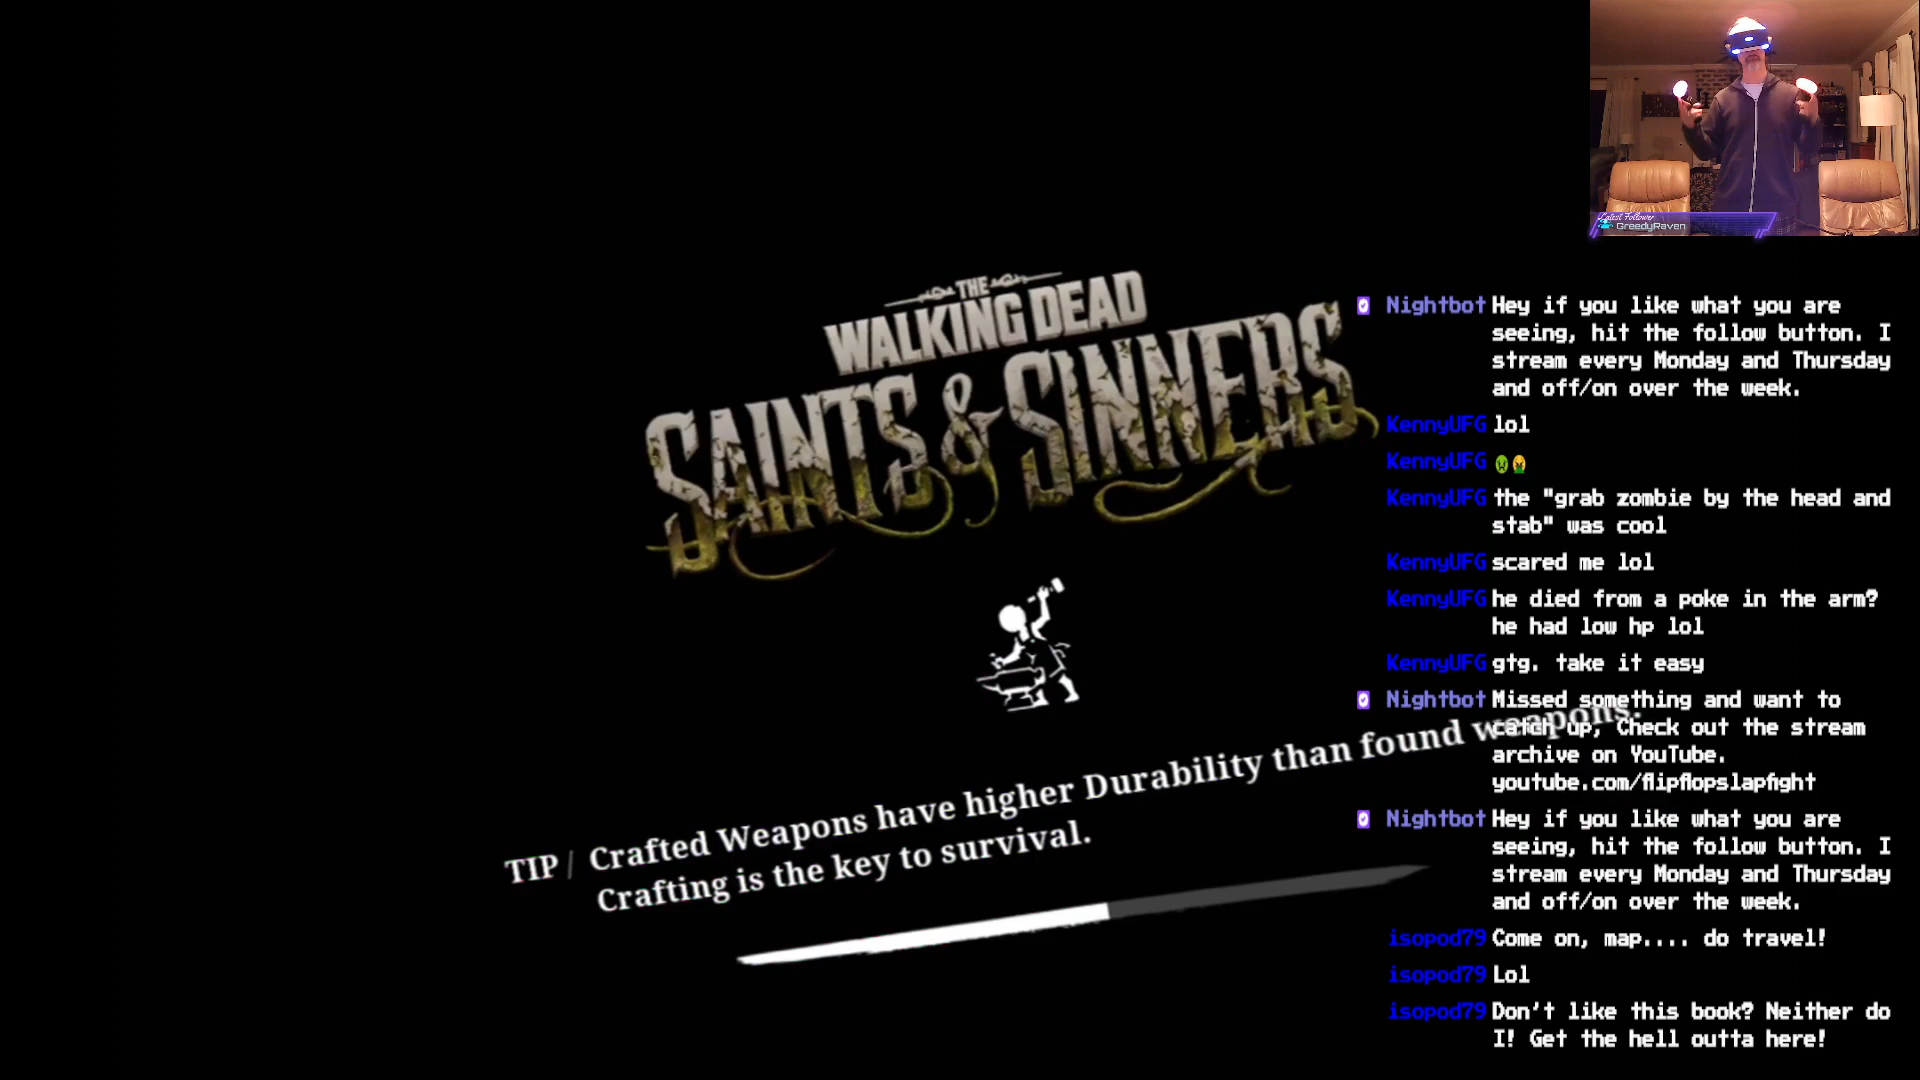 Latest Follower
GreedyRaven
THE
WALKING DEAD
SAINTS & SINNERS
TIP / Crafted Weapons have higher Durability than found weapons.
Crafting is the key to survival.
Nightbot Hey if you like what you are
seeing, hit the follow button. I
stream every Monday and Thursday
and off/on over the week.
KennyUFG lol
KennyUFG
KennyUFG the "grab zombie by the head and
stab" was cool
KennyUFG scared me lol
KennyUFG he died from a poke in the arm?
he had low hp lol
KennyUFG gtg. take it easy
Nightbot Missed something and want to
catch up, Check out the stream
archive on YouTube.
youtube.com/flipflopslapfight
Nightbot Hey if you like what you are
seeing, hit the follow button. I
stream every Monday and Thursday
and off/on over the week.
isopod79 Come on, map.... do travel!
isopod79 Lol
isopod79 Don't like this book? Neither do
I! Get the hell outta here!